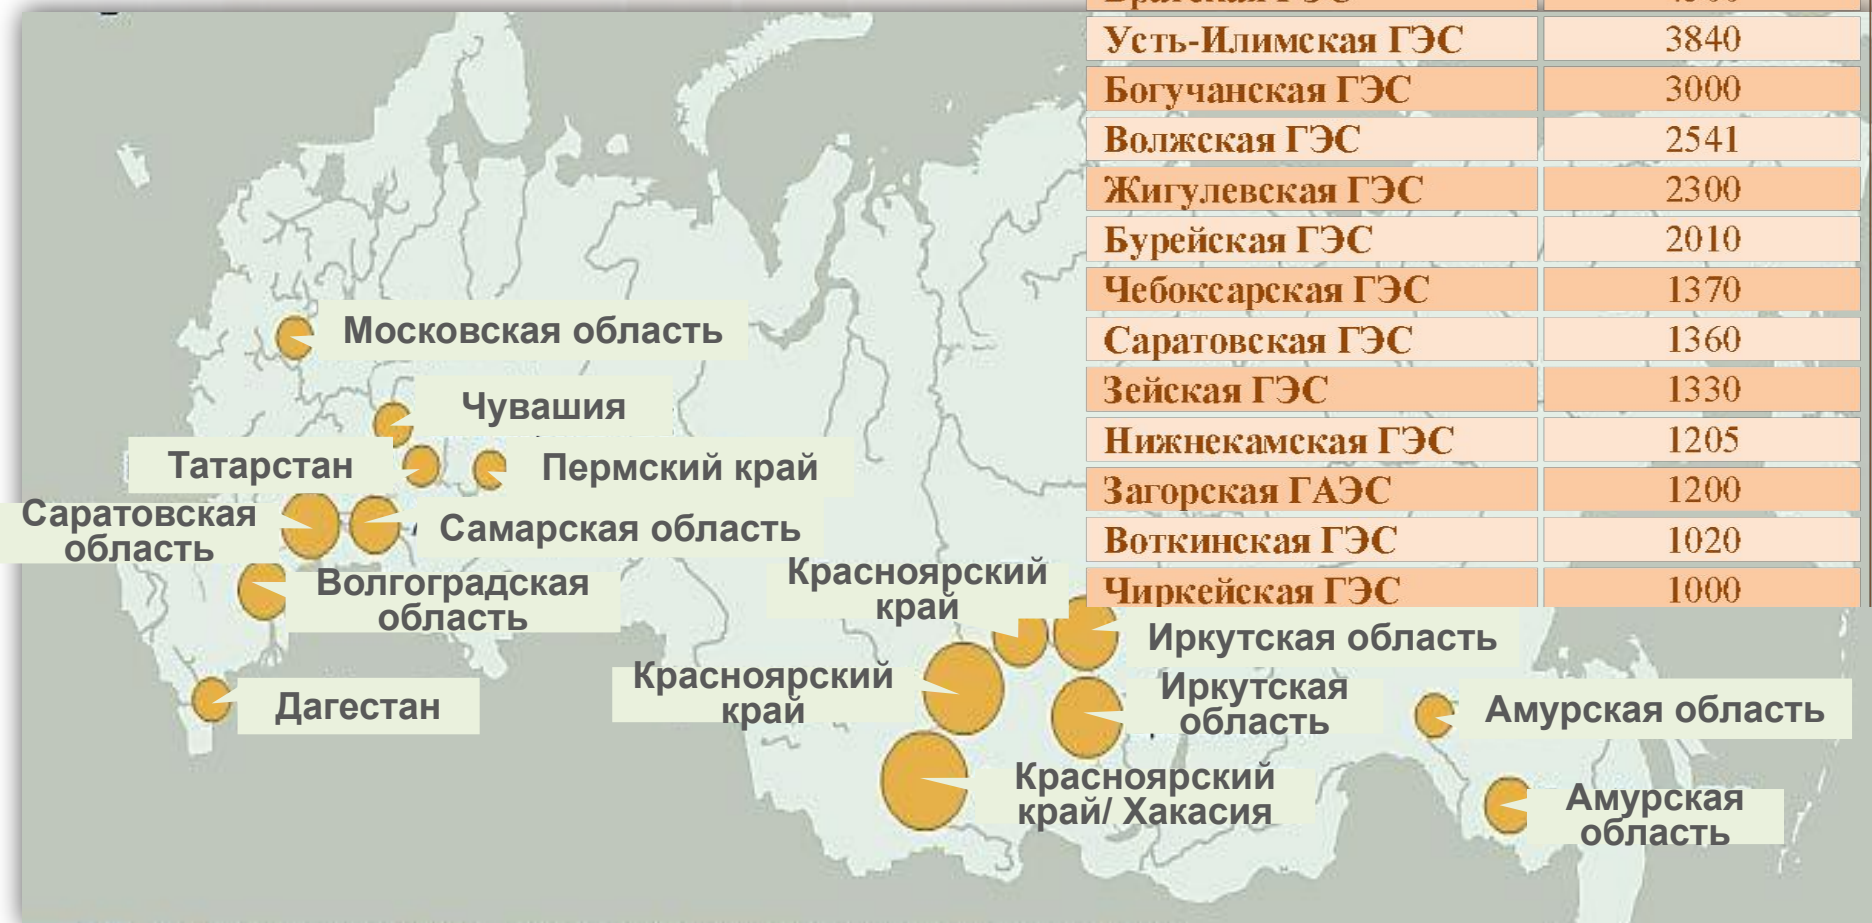 Усть-Илимская ГЭС 3840
Богучанская ГЭС 3000
Волжская ГЭС 2541
Жигулевская ГЭС 2300
Бурейская ГЭС 2010
Чебоксарская ГЭС 1370
Саратовская ГЭС 1360
Зейская ГЭС 1330
Нижнекамская ГЭС 1205
Загорская ГАЭС 1200
Воткинская ГЭС 1020
Чиркейская ГЭС 1000
Московская область
Чувашия
Татарстан
Пермский край
Саратовская
область
Самарская область
Волгоградская
область
Дагестан
Красноярский
край
Иркутская область
Красноярский
край
Иркутская
область
Красноярский
край/ Хакасия
Амурская область
Амурская
область